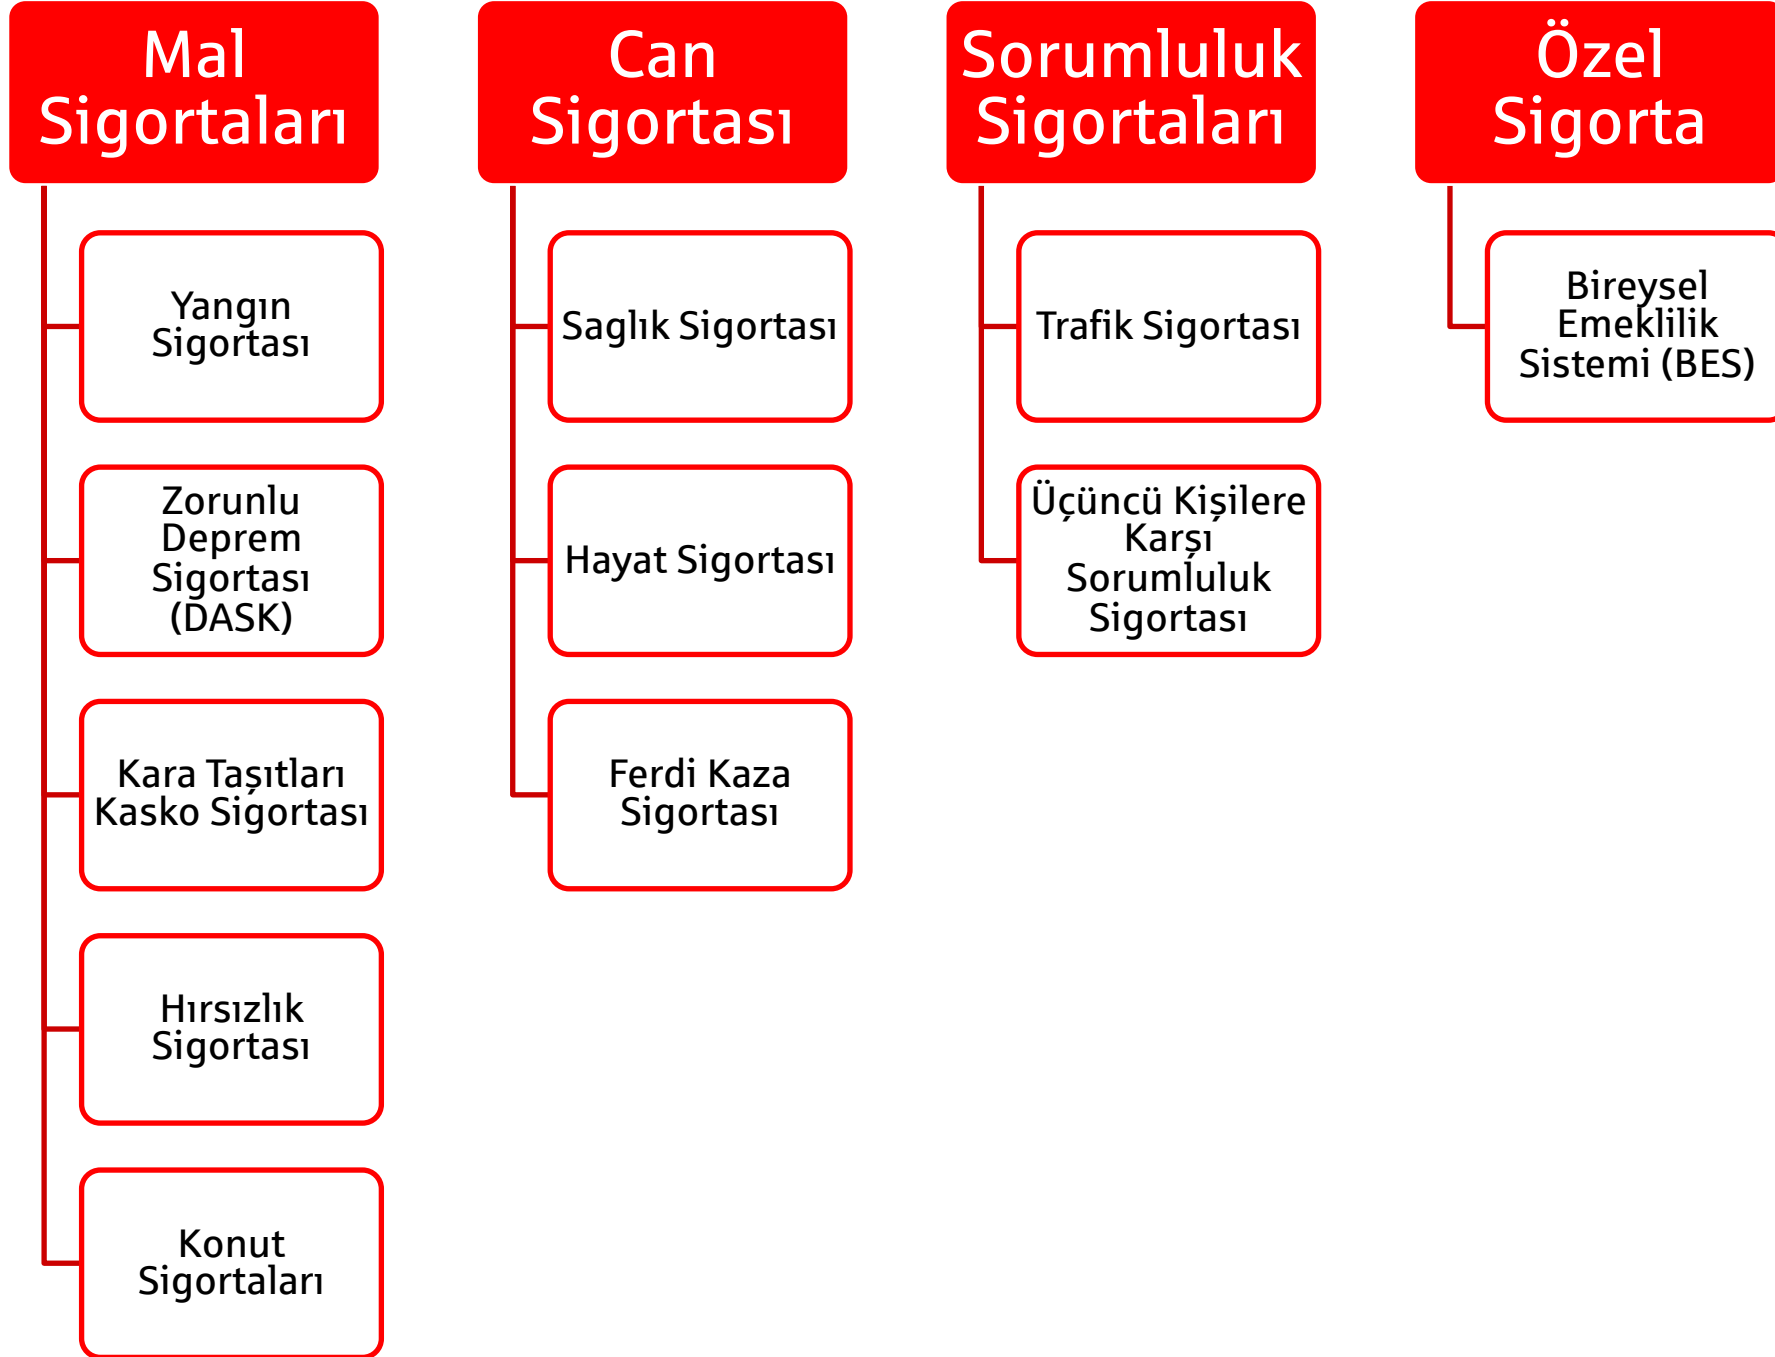 Mal
Sigortaları
Yangın
Sigortası
Zorunlu
Deprem
Sigortası
(DASK)
Kara Taşıtları
Kasko Sigortası
Hırsızlık
Sigortası
Konut
Sigortaları
Can
Sigortası
Saglık Sigortası
Hayat Sigortası
Ferdi Kaza
Sigortası
Sorumluluk
Sigortaları
Trafik Sigortası
Üçüncü Kişilere
Karşı
Sorumluluk
Sigortası
Özel
Sigorta
Bireysel
Emeklilik
Sistemi (BES)